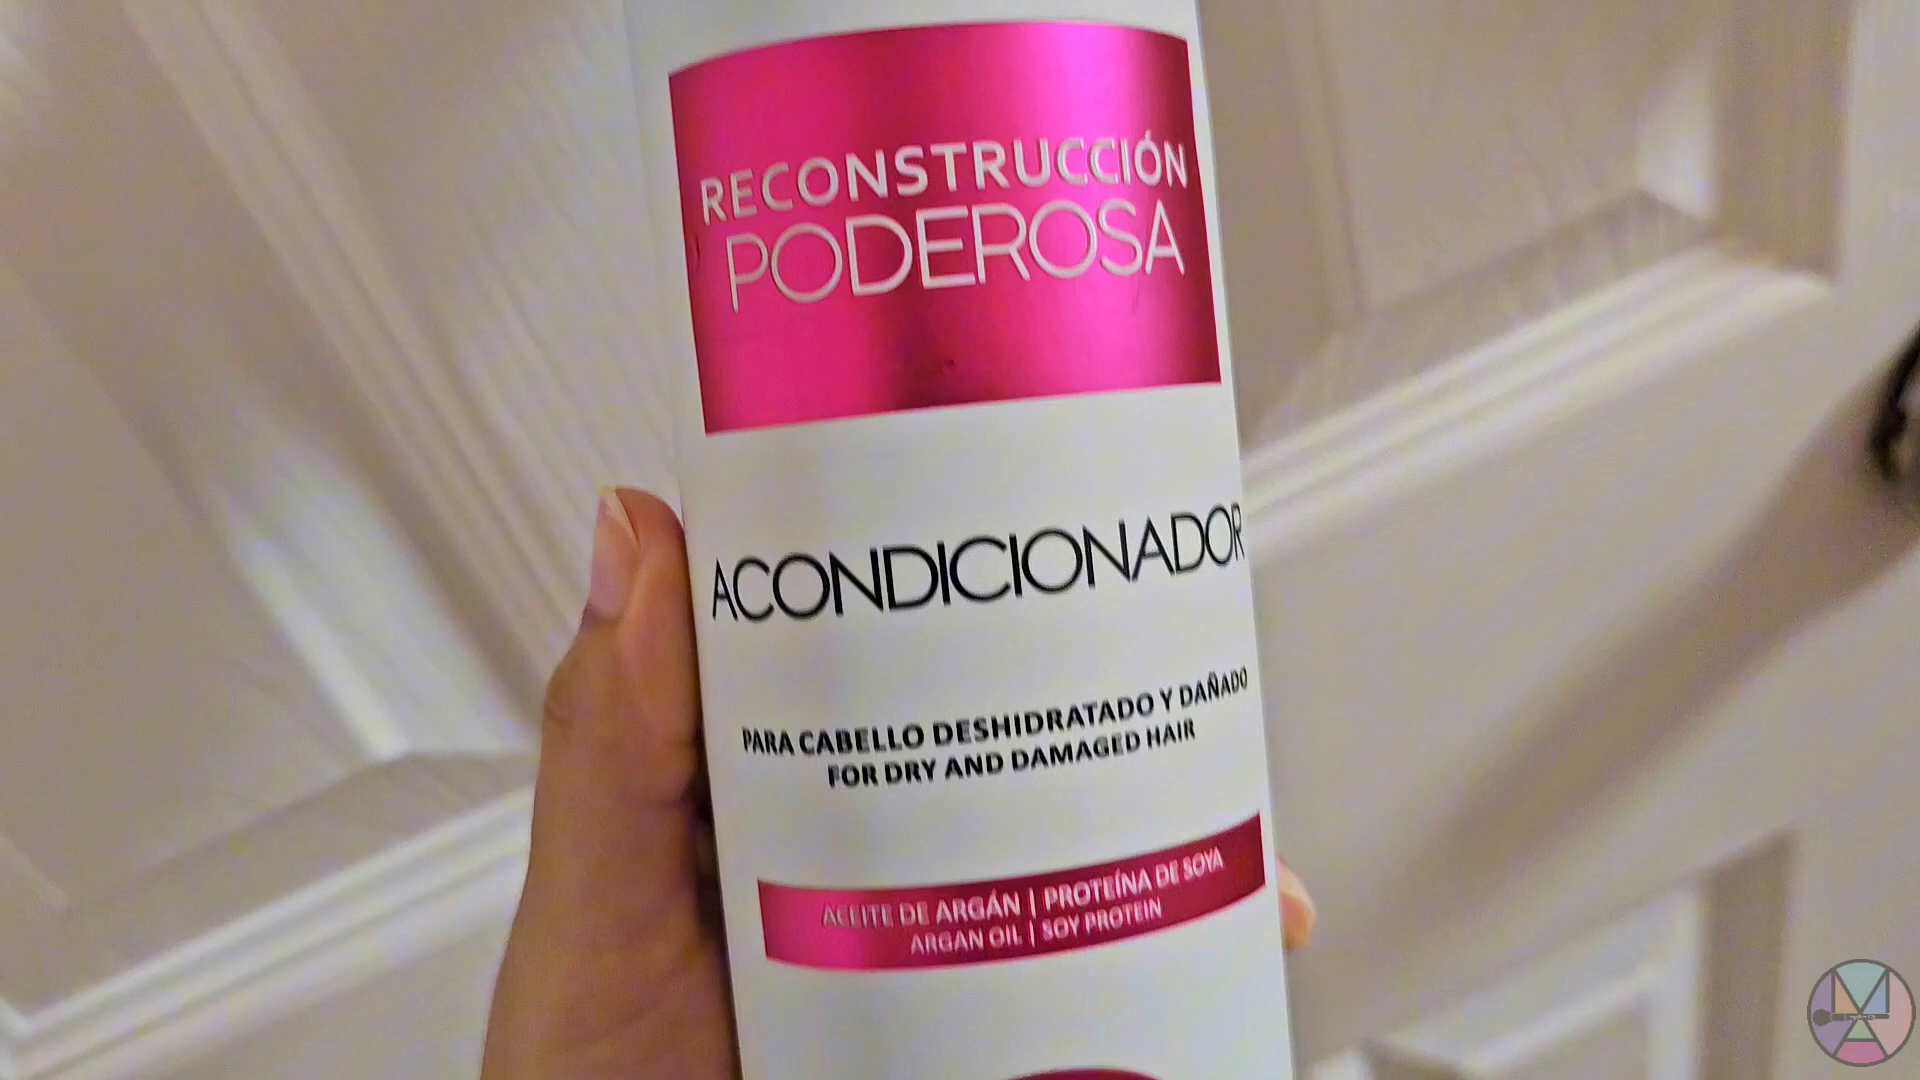 RECONSTRUCCIÓN
PODEROSA
ACONDICIONADOR
PARA CABELLO DESHIDRATADO Y DAÑADO
FOR DRY AND DAMAGED HAIR
ACEITE DE ARGÁN | PROTEÍNA DE SOYA
ARGAN OIL | SOY PROTEIN